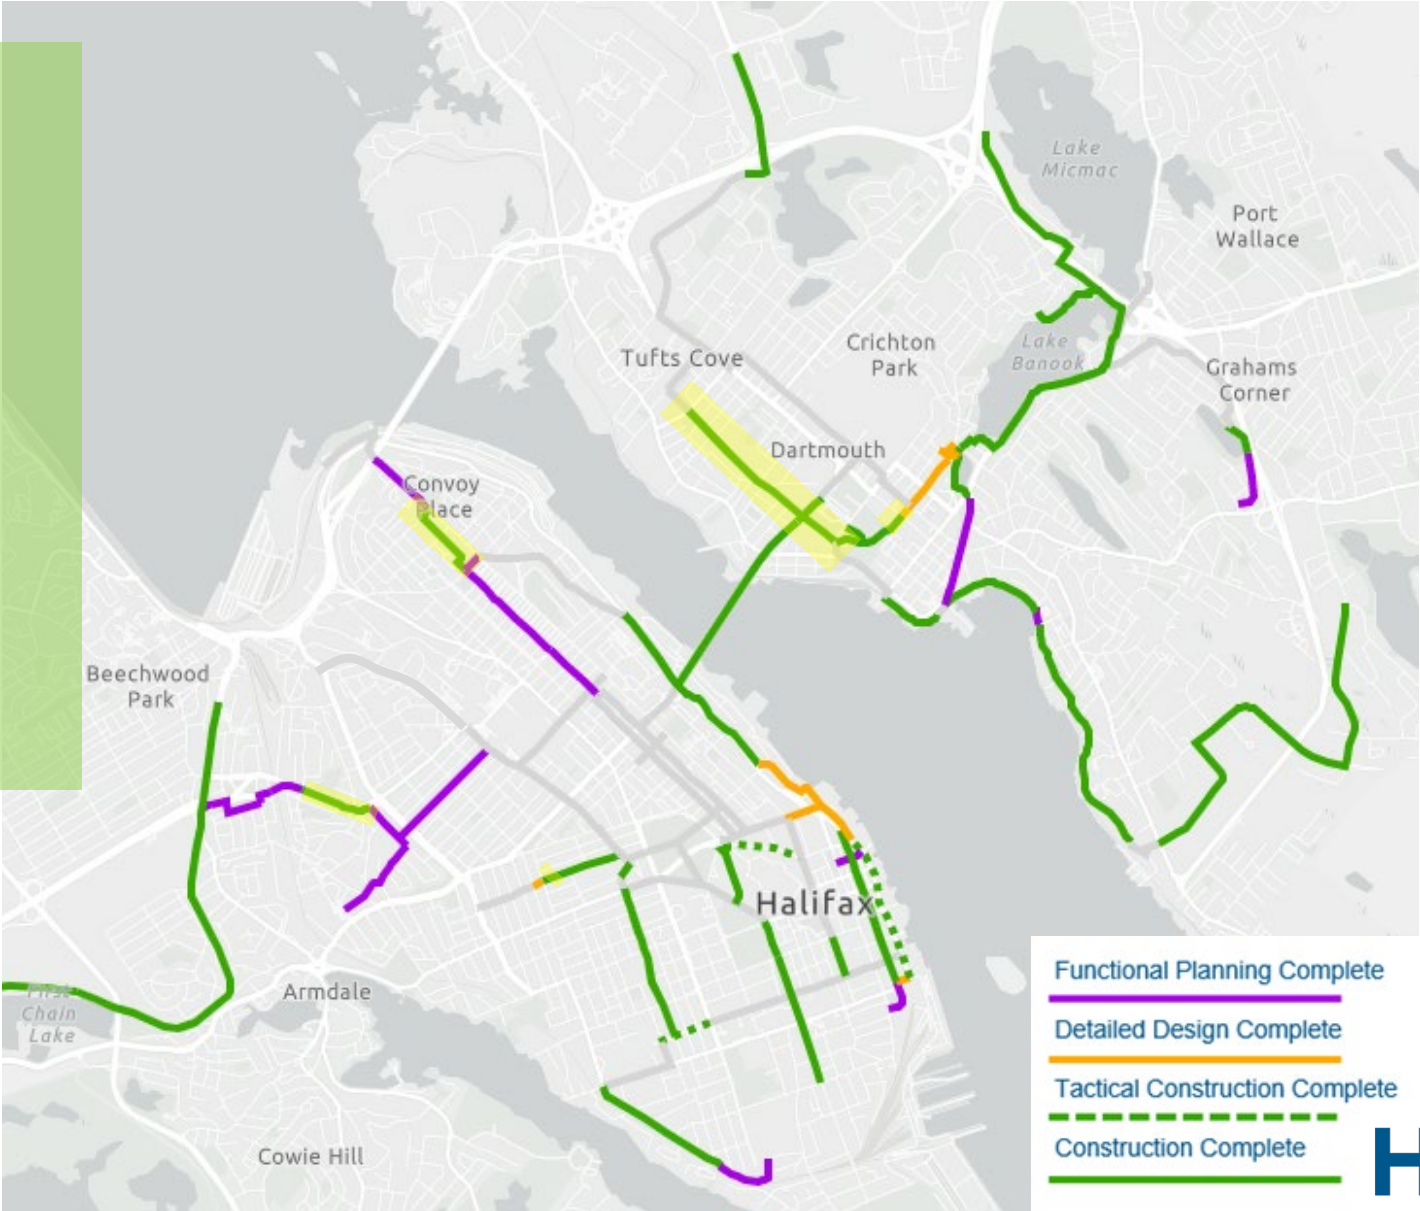 Lake
Micmac
Port
Wallace
Crichton
Park
Lake
Banook
Tufts Cove
Grahams
Corner
Dartmouth
Convoy
Place
Beechwood
Park
Halifax
First
Chain
Lake
Armdale
Cowie Hill
Functional Planning Complete
Detailed Design Complete
Tactical Construction Complete
Construction Complete
H